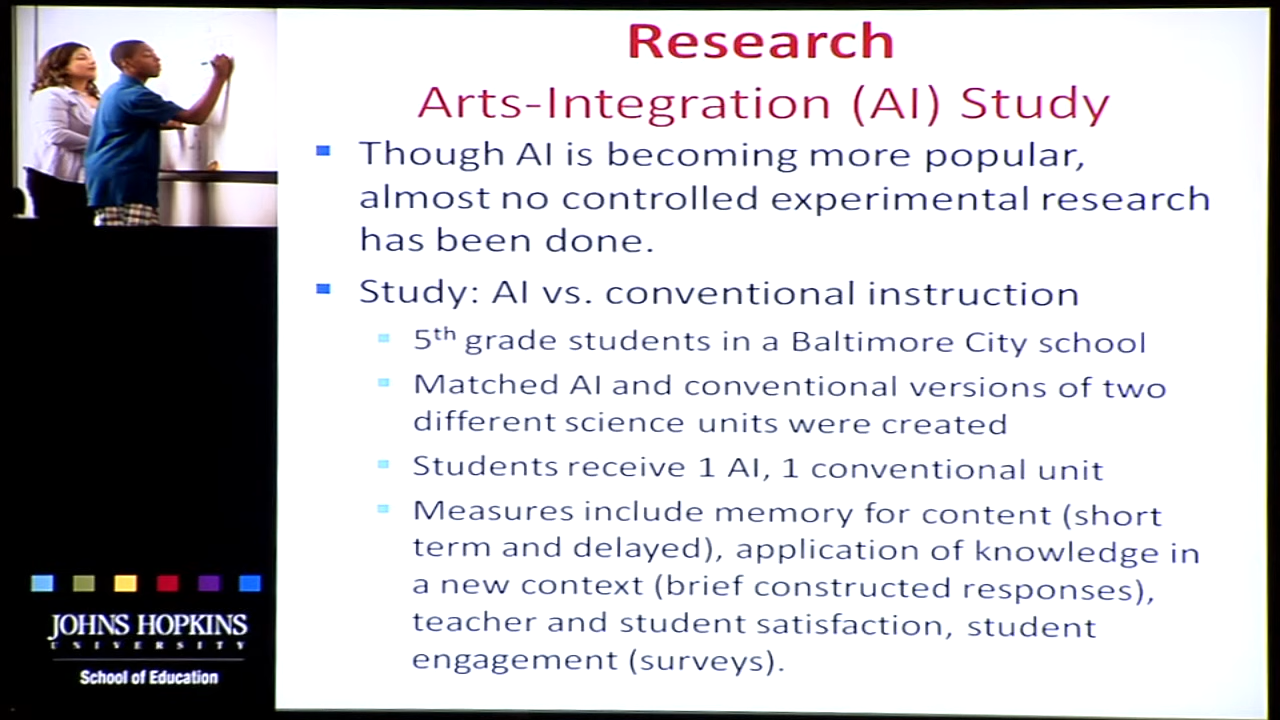 Research
Arts-Integration (AI) Study
Though AI is becoming more popular,
almost no controlled experimental research
has been done.
Study: AI vs. conventional instruction
5th grade students in a Baltimore City school
Matched AI and conventional versions of two
different science units were created
Students receive 1 AI, 1 conventional unit
Measures include memory for content (short
term and delayed), application of knowledge in
a new context (brief constructed responses),
teacher and student satisfaction, student
engagement (surveys).
JOHNS HOPKINS
UNIVERSITY
School of Education